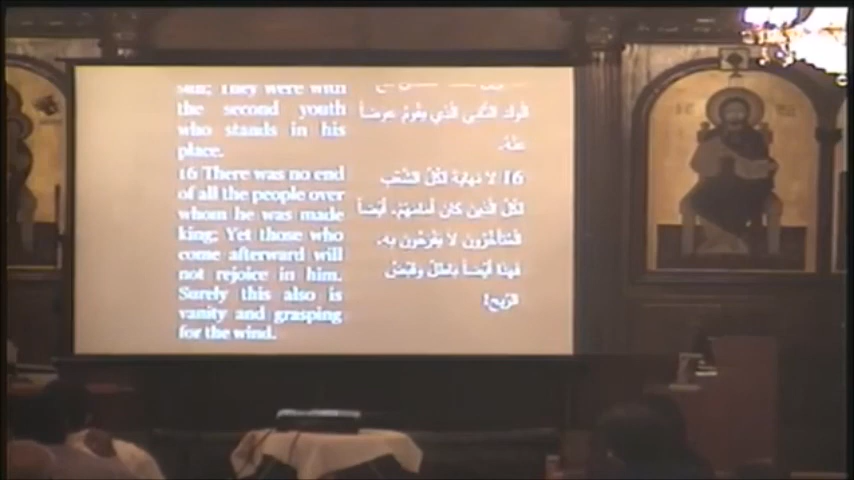 sun; They were with
the second youth
who stands in his
place.
16 There was no end
of all the people over
whom he was made
king; Yet those who
come afterward will
not rejoice in him.
Surely this also is
vanity and grasping
for the wind.
الولد الثاني الذي يقوم عوضاً
عنه.
16 لا نهاية لكل الشعب
لكل الذين كان أمامهم. أيضاً
المتأخرون لا يفرحون به.
فهذا أيضاً باطل وقبض
الريح!